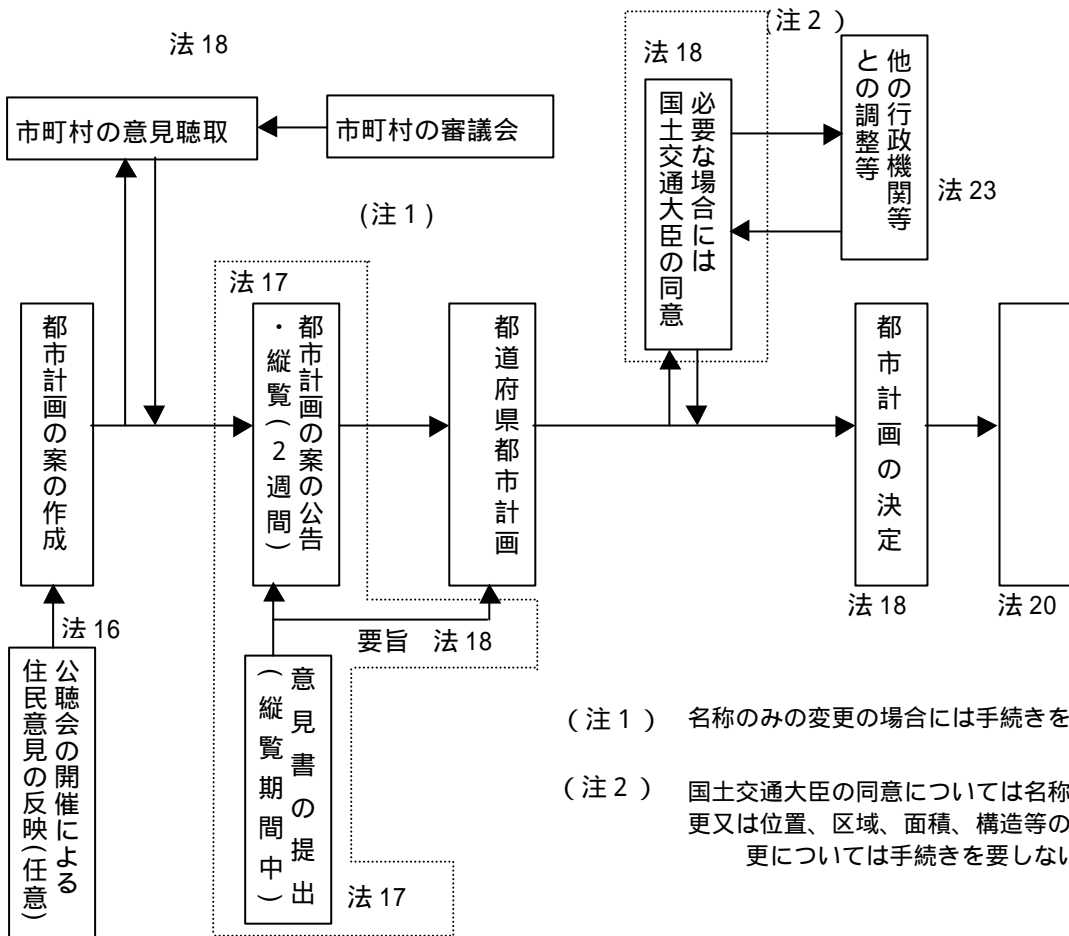 法 18
(注２ )
法 18
市町村の意見聴取
市町村の審議会
必要な場合には
国土交通大臣の同意
他の行政機関等
との調整等
法 23
(注１)
法 17
都市計画の案の作成
都市計画の案の公告
・縦覧(２週間)
都道府県都市計画
都市計画の決定
法 18
法 20
法 16
要旨 法 18
公聴会の開催による
住民意見の反映(任意)
意見書の提出
(縦覧期間中)
法 17
(注１) 名称のみの変更の場合には手続きを
(注２) 国土交通大臣の同意については名称
更又は位置、区域、面積、構造等の
更については手続きを要しない